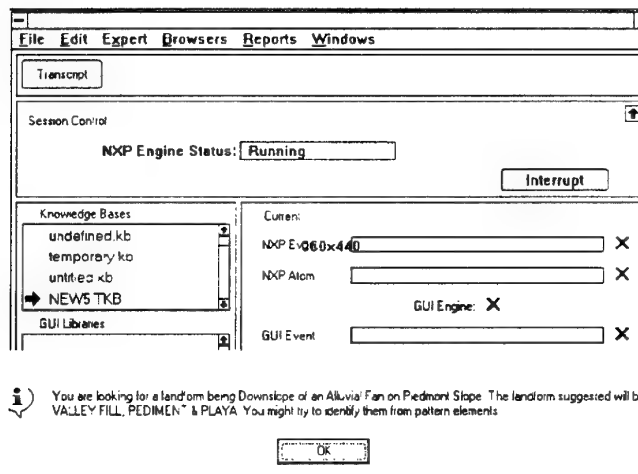 File Edit Expert Browsers Reports Windows
Transcript
Session Control
NXP Engine Status: Running
Interrupt
Knowledge Bases
undefined.kb
temporary.kb
untitled.kb
NEWS TKB
GUI Libraries
Current
NXP Event
960x440
NXP Atom
GUI Engine:
GUI Event
You are looking for a landform being Downslope of an Alluvial Fan on Piedmont Slope. The landform suggested will b
VALLEY FILL, PEDIMENT & PLAYA. You might try to identify them from pattern elements
OK